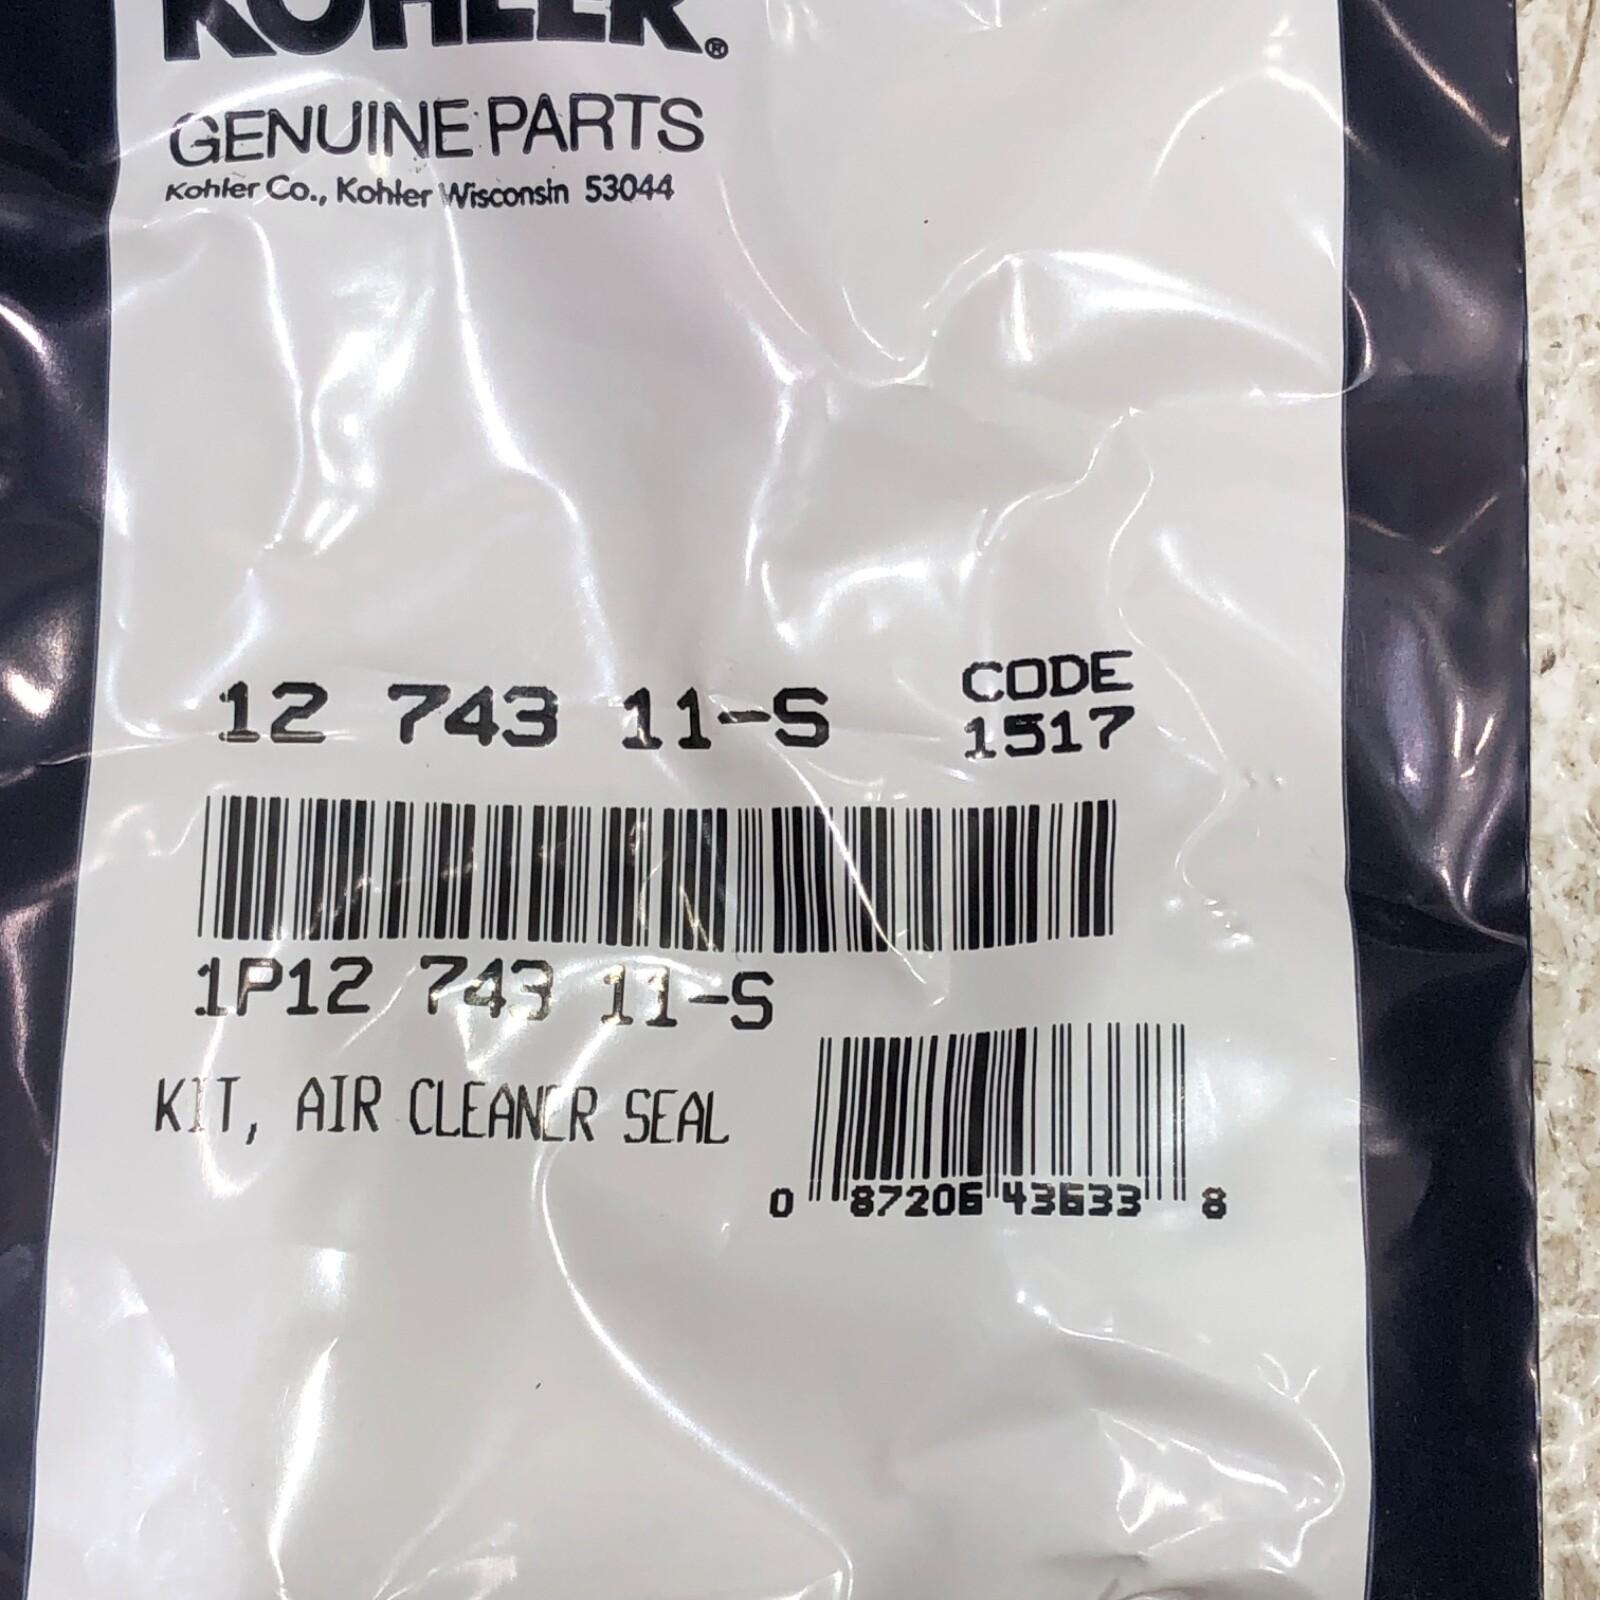 KOHLER®
GENUINE PARTS
Kohler Co., Kohler Wisconsin 53044
12 743 11-S
CODE
1517
1P12 743 11-S
KIT, AIR CLEANER SEAL
0 87206 43633 8